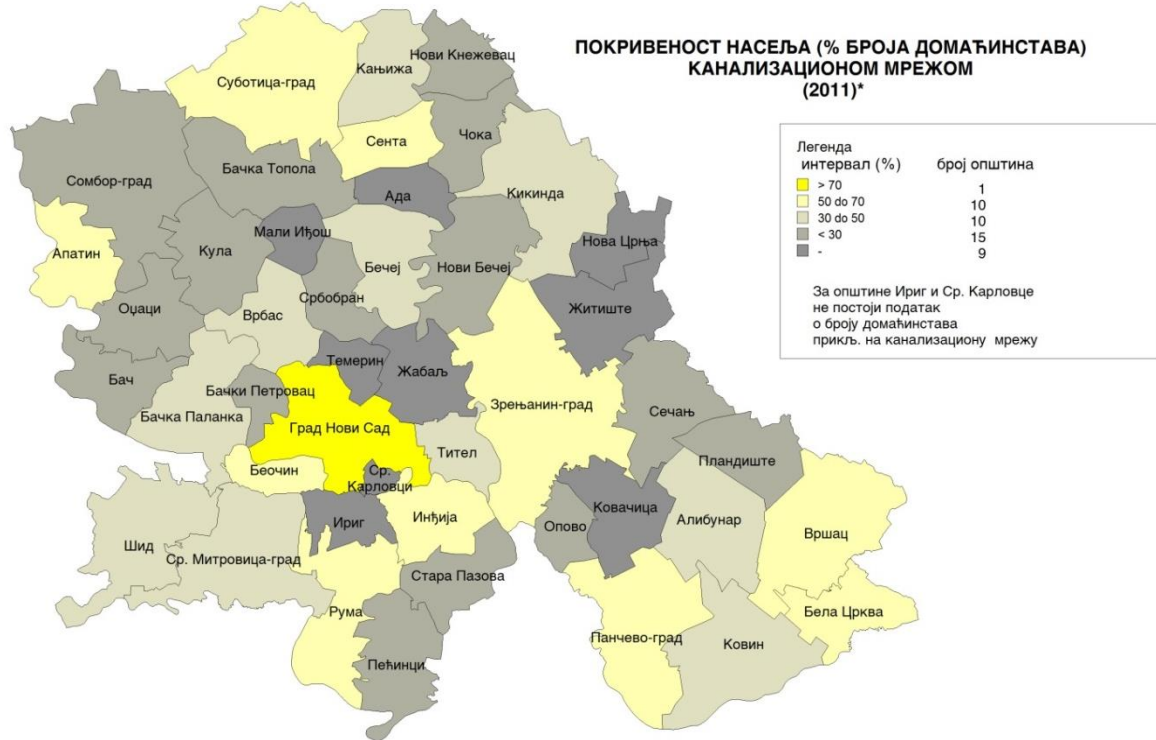 ПОКРИВЕНОСТ НАСЕЉА (% БРОЈА ДОМАЋИНСТАВА)
КАНАЛИЗАЦИОНОМ МРЕЖОМ
(2011)*
Легенда
интервал (%) број општина
> 70 1
50 do 70 10
30 do 50 10
< 30 15
- 9
За општине Ириг и Ср. Карловце
не постоји податак
о броју домаћинстава
прикљ. на канализациону мрежу
Нови Кнежевац
Кањижа
Суботица-град
Чока
Сента
Бачка Топола
Сомбор-град
Ада
Кикинда
Мали Иђош
Нова Црња
Апатин
Кула
Бечеј
Нови Бечеј
Србобран
Житиште
Оџаци
Врбас
Темерин
Жабаљ
Бач
Бачки Петровац
Зрењанин-град
Сечањ
Бачка Паланка
Град Нови Сад
Тител
Пландиште
Беочин
Ср.
Карловци
Ковачица
Ириг
Инђија
Опово
Алибунар
Вршац
Шид
Ср. Митровица-град
Стара Пазова
Рума
Бела Црква
Панчево-град
Ковин
Пећинци